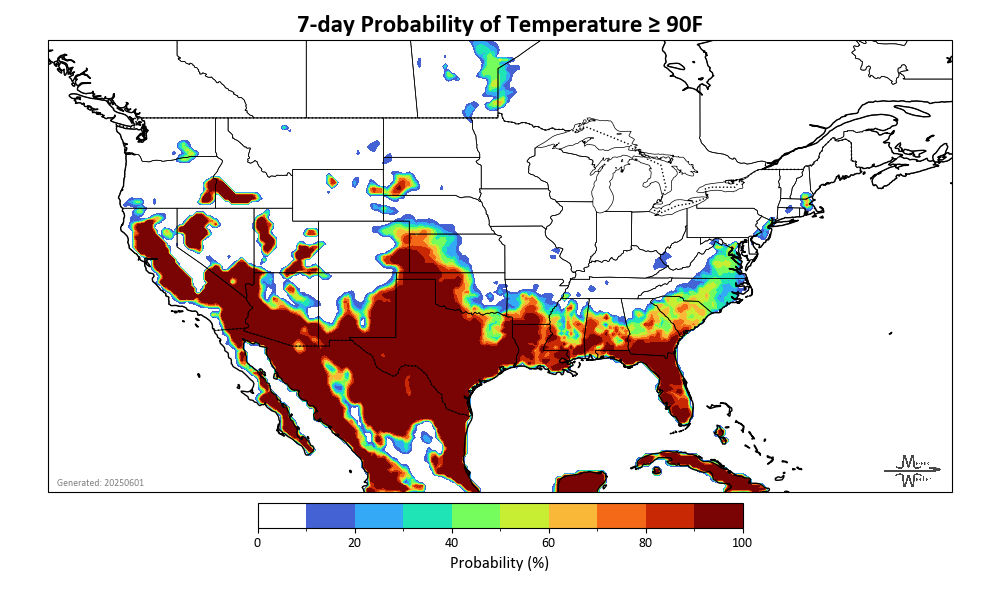 7-day Probability of Temperature ≥ 90F
Generated: 20250601
0 20 40 60 80 100
Probability (%)